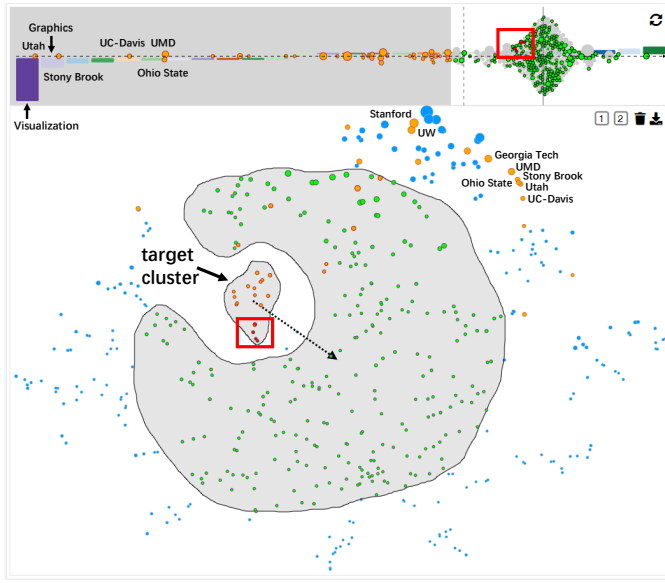 Graphics
Utah
UC-Davis
UMD
Stony Brook
Ohio State
Visualization
1
2
Stanford
UW
Georgia Tech
UMD
Stony Brook
Ohio State
Utah
UC-Davis
target
cluster